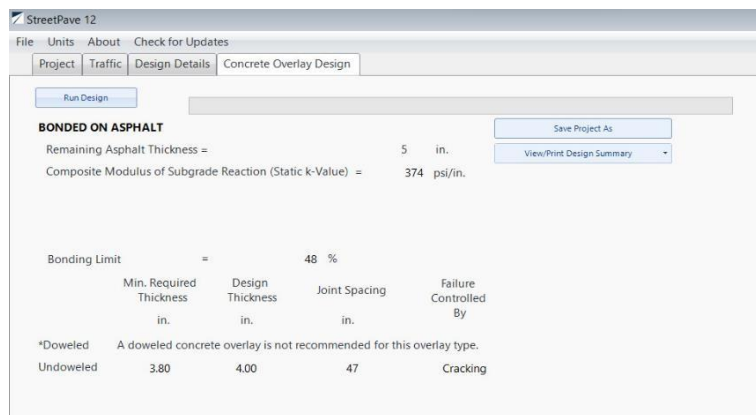 StreetPave 12
File Units About Check for Updates
Project Traffic Design Details Concrete Overlay Design
Run Design
BONDED ON ASPHALT
Save Project As
Remaining Asphalt Thickness = 5 in.
View/Print Design Summary
Composite Modulus of Subgrade Reaction (Static k-Value) = 374 psi/in.
Bonding Limit = 48 %
Min. Required Thickness Design Thickness Joint Spacing Failure Controlled By
in. in. in.
*Doweled A doweled concrete overlay is not recommended for this overlay type.
Undoweled 3.80 4.00 47 Cracking